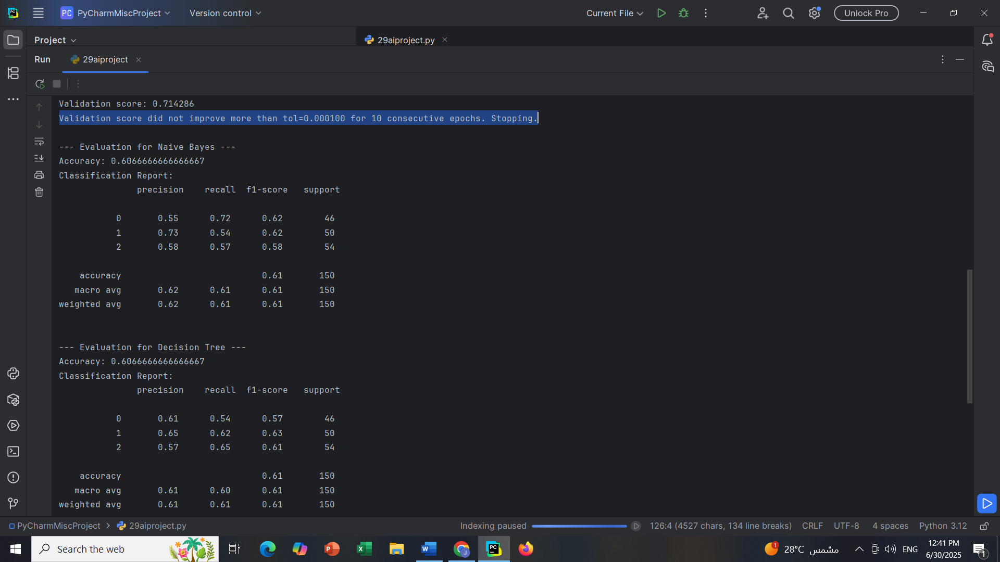 PC PyCharmMiscProject Version control Current File Unlock Pro
Project 29aiproject.py
Run 29aiproject
Validation score: 0.714286
Validation score did not improve more than tol=0.000100 for 10 consecutive epochs. Stopping.
--- Evaluation for Naive Bayes ---
Accuracy: 0.6066666666666667
Classification Report:
precision recall f1-score support
0 0.55 0.72 0.62 46
1 0.73 0.54 0.62 50
2 0.58 0.57 0.58 54
accuracy 0.61 150
macro avg 0.62 0.61 0.61 150
weighted avg 0.62 0.61 0.61 150
--- Evaluation for Decision Tree ---
Accuracy: 0.6066666666666667
Classification Report:
precision recall f1-score support
0 0.61 0.54 0.57 46
1 0.65 0.62 0.63 50
2 0.57 0.65 0.61 54
accuracy 0.61 150
macro avg 0.61 0.60 0.61 150
weighted avg 0.61 0.61 0.61 150
PyCharmMiscProject > 29aiproject.py Indexing paused 126:4 (4527 chars, 134 line breaks) CRLF UTF-8 4 spaces Python 3.12
Search the web 1 28°C مشمس ENG 12:41 PM
6/30/2025 1